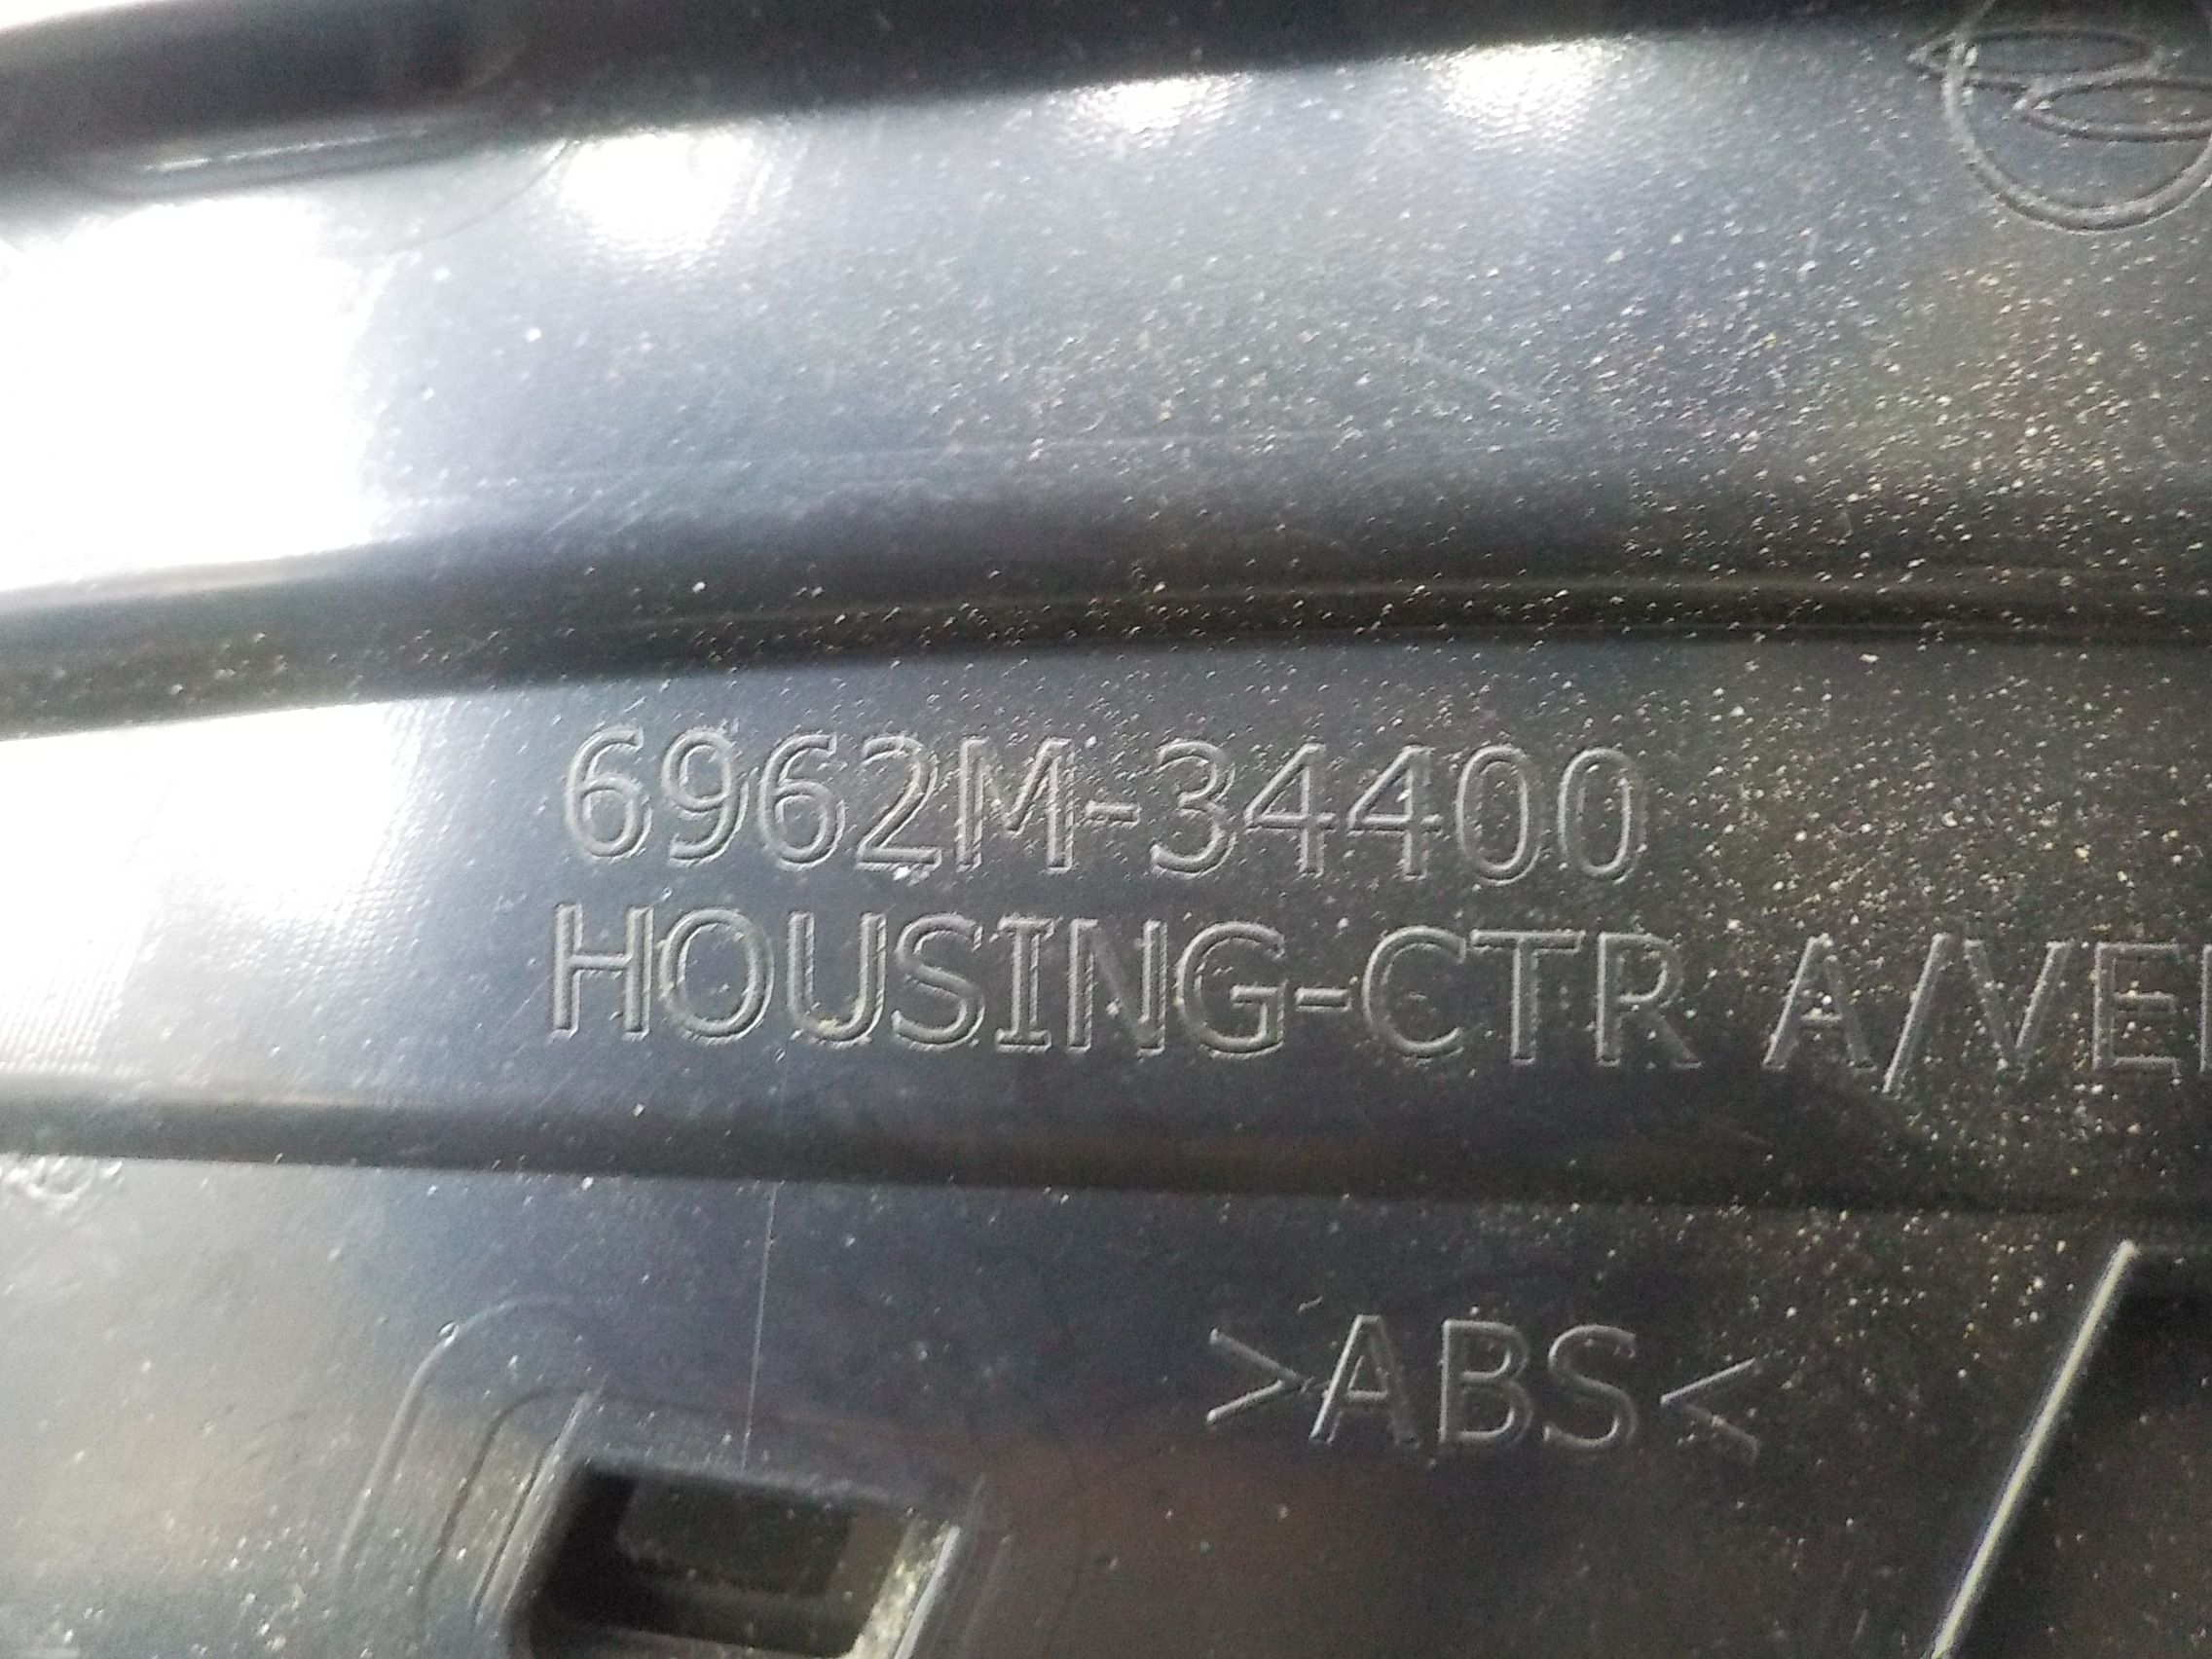 6962M-34400
HOUSING-CTR A/VE
>ABS<